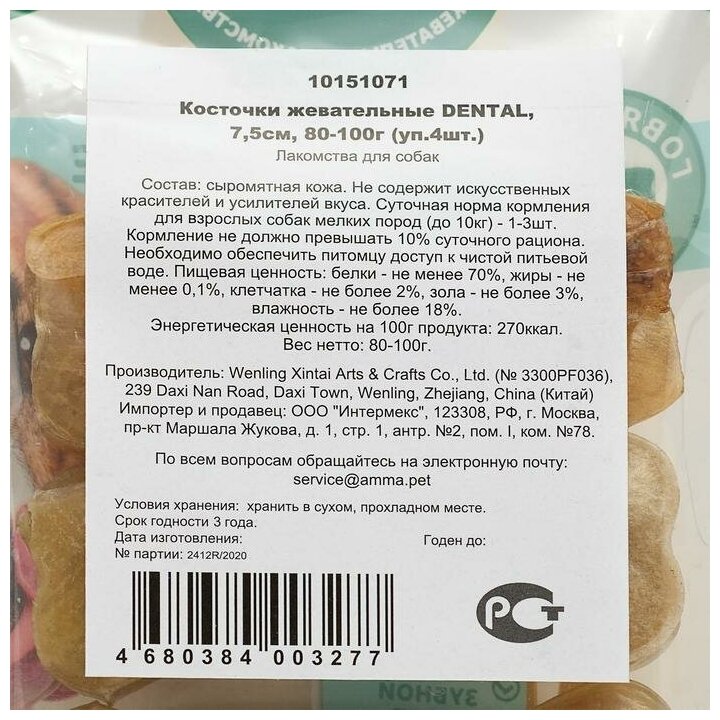 10151071
Косточки жевательные DENTAL,
7,5см, 80-100г (уп.4шт.)
Лакомства для собак
Состав: сыромятная кожа. Не содержит искусственных
красителей и усилителей вкуса. Суточная норма кормления
для взрослых собак мелких пород (до 10кг) - 1-3шт.
Кормление не должно превышать 10% суточного рациона.
Необходимо обеспечить питомцу доступ к чистой питьевой
воде. Пищевая ценность: белки - не менее 70%, жиры - не
менее 0,1%, клетчатка - не более 2%, зола - не более 3%,
влажность - не более 18%.
Энергетическая ценность на 100г продукта: 270ккал.
Вес нетто: 80-100г.
Производитель: Wenling Xintai Arts & Crafts Co., Ltd. (№ 3300PF036),
239 Daxi Nan Road, Daxi Town, Wenling, Zhejiang, China (Китай)
Импортер и продавец: ООО "Интермекс", 123308, РФ, г. Москва,
пр-кт Маршала Жукова, д. 1, стр. 1, антр. №2, пом. I, ком. №78.
По всем вопросам обращайтесь на электронную почту:
service@amma.pet
Условия хранения: хранить в сухом, прохладном месте.
Срок годности 3 года.
Дата изготовления: Годен до:
№ партии: 2412R/2020
4 680384 003277
РСТ
ЗУБНОЙ